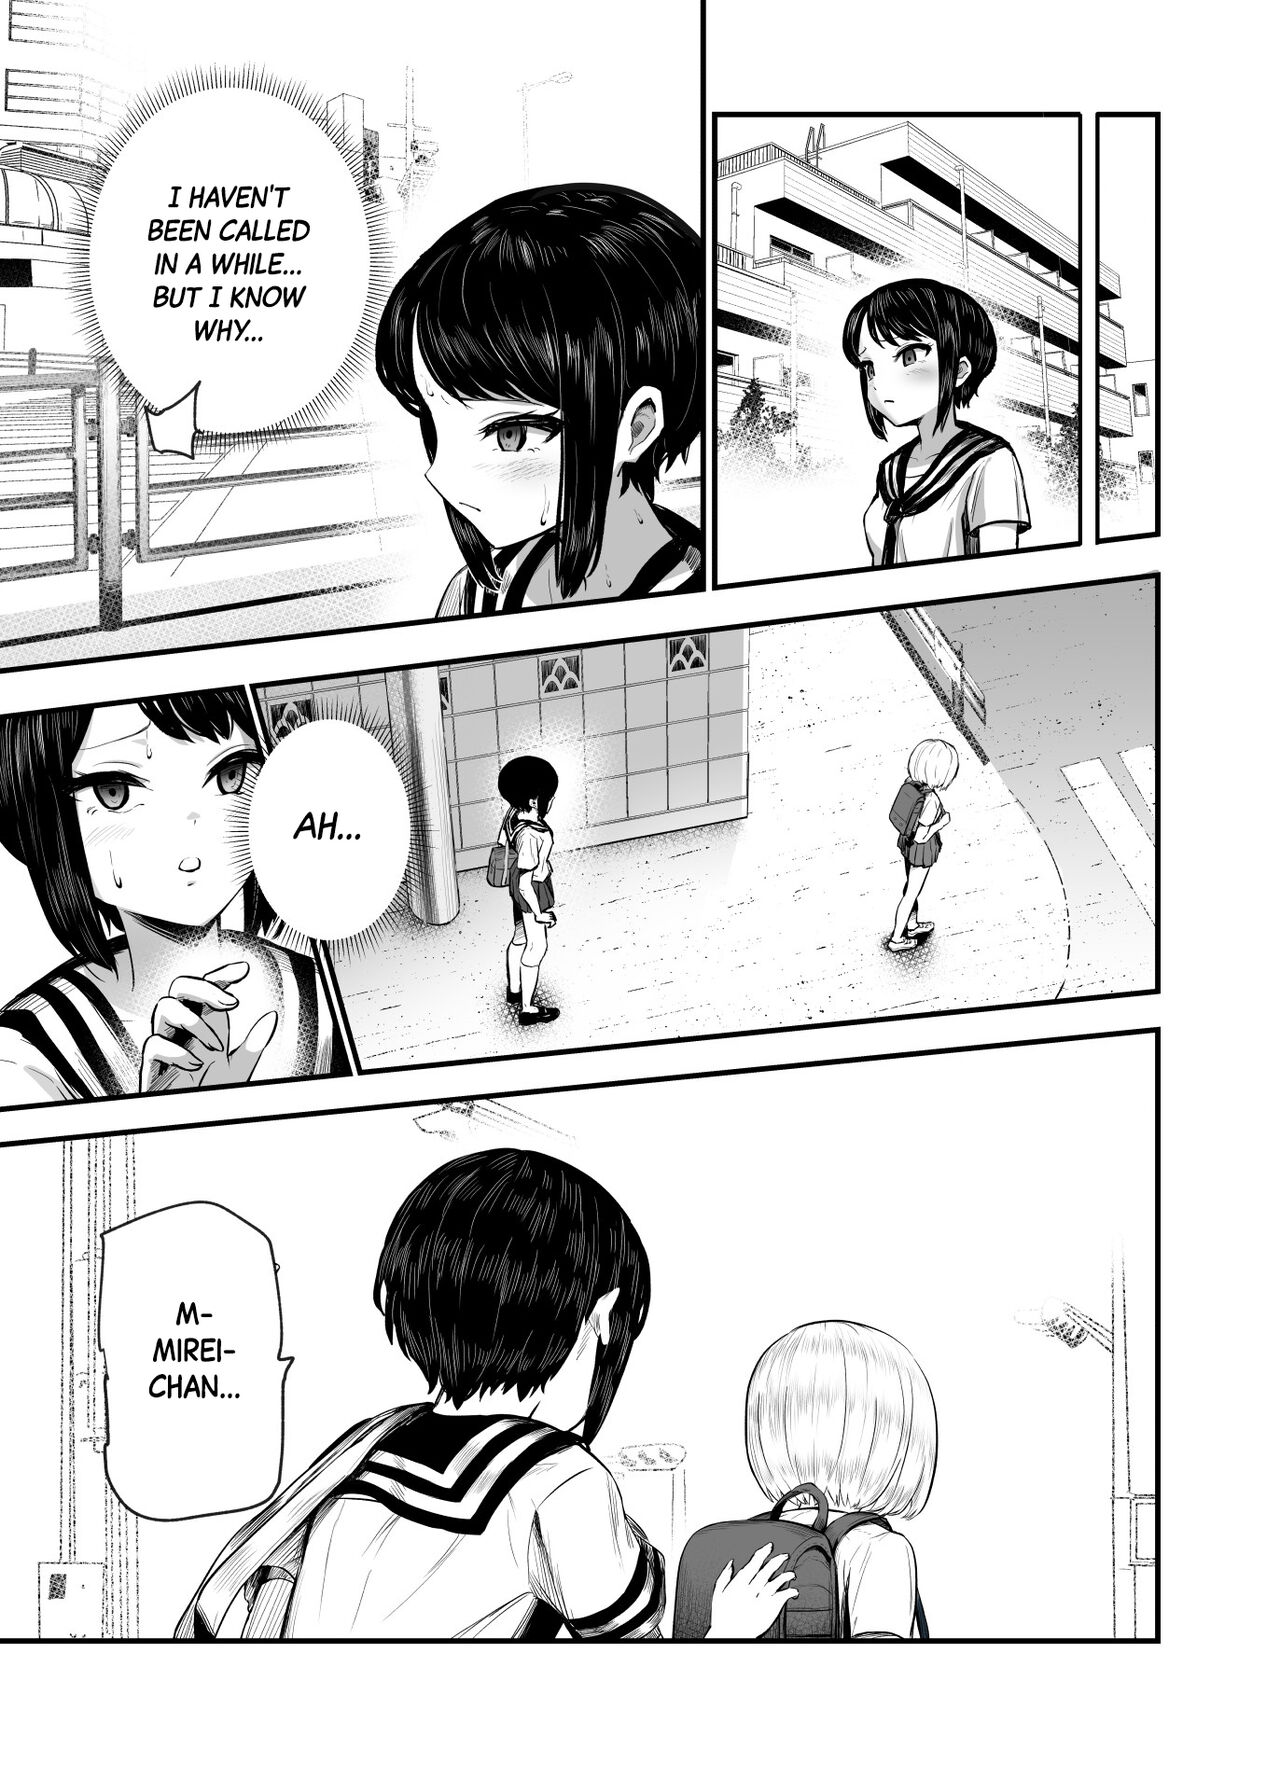 I HAVEN'T
BEEN CALLED
IN A WHILE...
BUT I KNOW
WHY...
AH...
M-
MIREI-
CHAN...